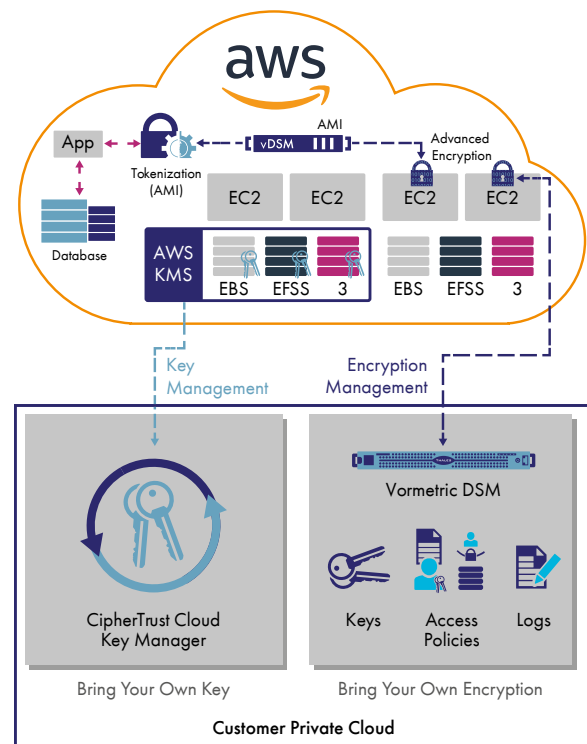 aws
AMI
vDSM
App
Advanced
Encryption
Tokenization
(AMI)
EC2
EC2
EC2
EC2
Database
AWS
KMS
EBS
EFSS
3
EBS
EFSS
3
Key
Management
Encryption
Management
THALES
Vormetric DSM
CipherTrust Cloud
Key Manager
Keys
Access
Policies
Logs
Bring Your Own Key
Bring Your Own Encryption
Customer Private Cloud